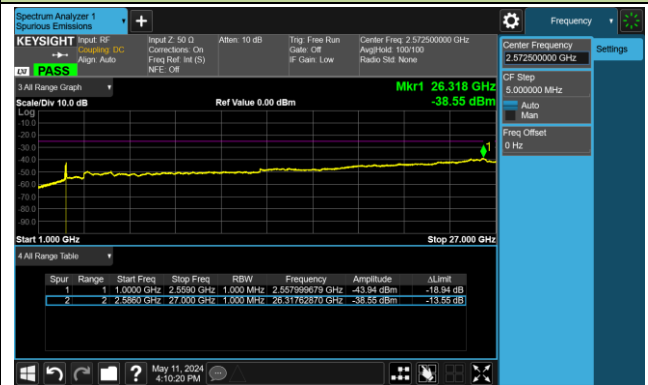 Spectrum Analyzer 1
Spurious Emissions
Frequency
KEYSIGHT Input: RF
Coupling: DC
Align: Auto
Input Z: 50 Ω
Corrections: On
Freq Ref: Int (S)
NFE: Off
Atten: 10 dB
Trig: Free Run
Gate: Off
IF Gain: Low
Center Freq: 2.572500000 GHz
Avg|Hold: 100/100
Radio Std: None
PASS
Center Frequency
2.572500000 GHz
Settings
CF Step
5.000000 MHz
Auto
Man
Freq Offset
0 Hz
3 All Range Graph
Mkr1 26.318 GHz
Scale/Div 10.0 dB
Ref Value 0.00 dBm
-38.55 dBm
Log
-10.0
-20.0
-30.0
-40.0
-50.0
-60.0
-70.0
-80.0
-90.0
1
Start 1.000 GHz
Stop 27.000 GHz
4 All Range Table
Spur Range Start Freq Stop Freq RBW Frequency Amplitude ΔLimit
1 1 1.0000 GHz 2.5590 GHz 1.000 MHz 2.557999679 GHz -43.94 dBm -18.94 dB
2 2 2.5860 GHz 27.000 GHz 1.000 MHz 26.31762870 GHz -38.55 dBm -13.55 dB
May 11, 2024
4:10:20 PM